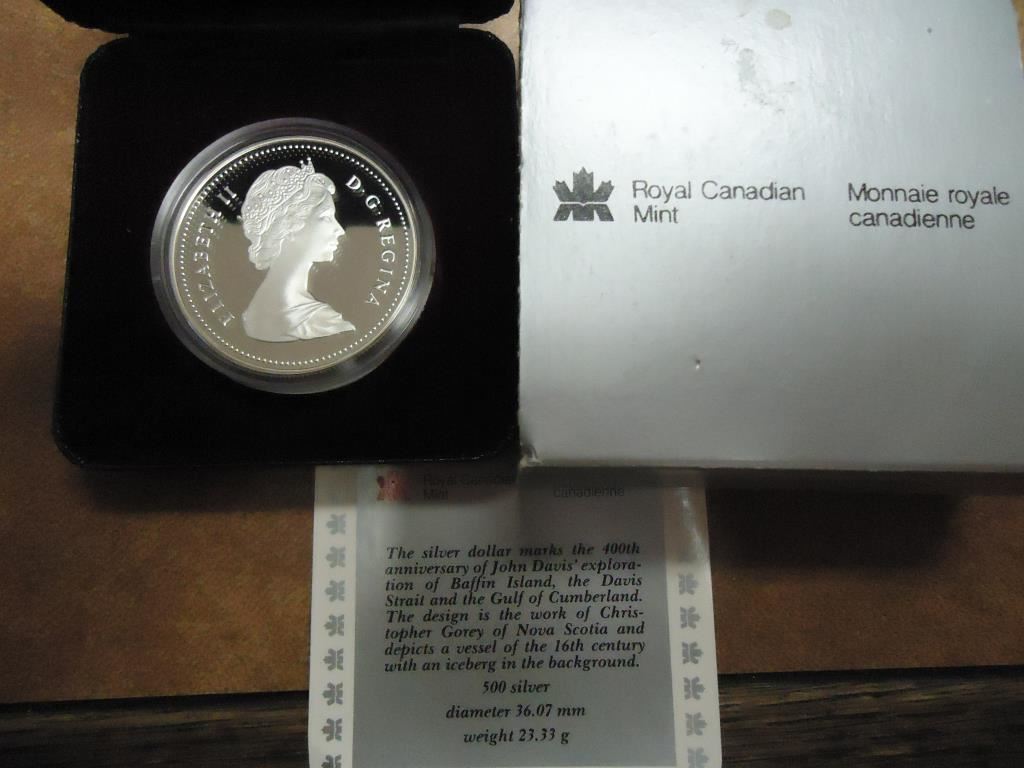 ELIZABETH II D·G·REGINA
Royal Canadian
Mint
Monnaie royale
canadienne
Royal Canadian
Mint
canadienne
The silver dollar marks the 400th
anniversary of John Davis' explora-
tion of Baffin Island, the Davis
Strait and the Gulf of Cumberland.
The design is the work of Chris-
topher Gorey of Nova Scotia and
depicts a vessel of the 16th century
with an iceberg in the background.
500 silver
diameter 36.07 mm
weight 23.33 g